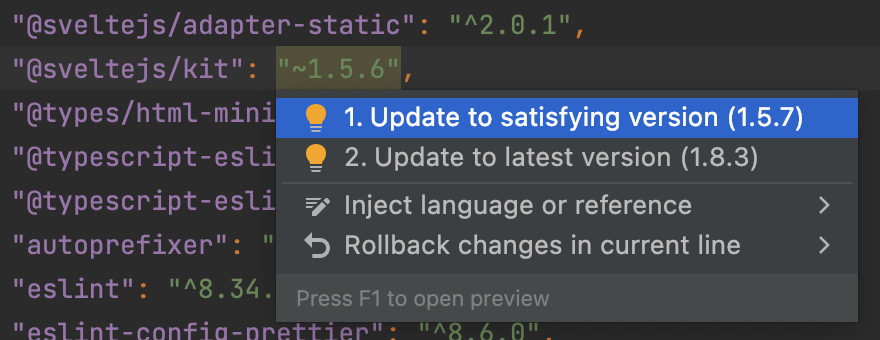 "@sveltejs/adapter-static": "^2.0.1",
"@sveltejs/kit": "~1.5.6",
"@types/html-mini
1. Update to satisfying version (1.5.7)
"@typescript-esli
2. Update to latest version (1.8.3)
"@typescript-esli
Inject language or reference
"autoprefixer": "
Rollback changes in current line
"eslint": "^8.34.
Press F1 to open preview
"eslint-config-prettier": "^8.6.0",